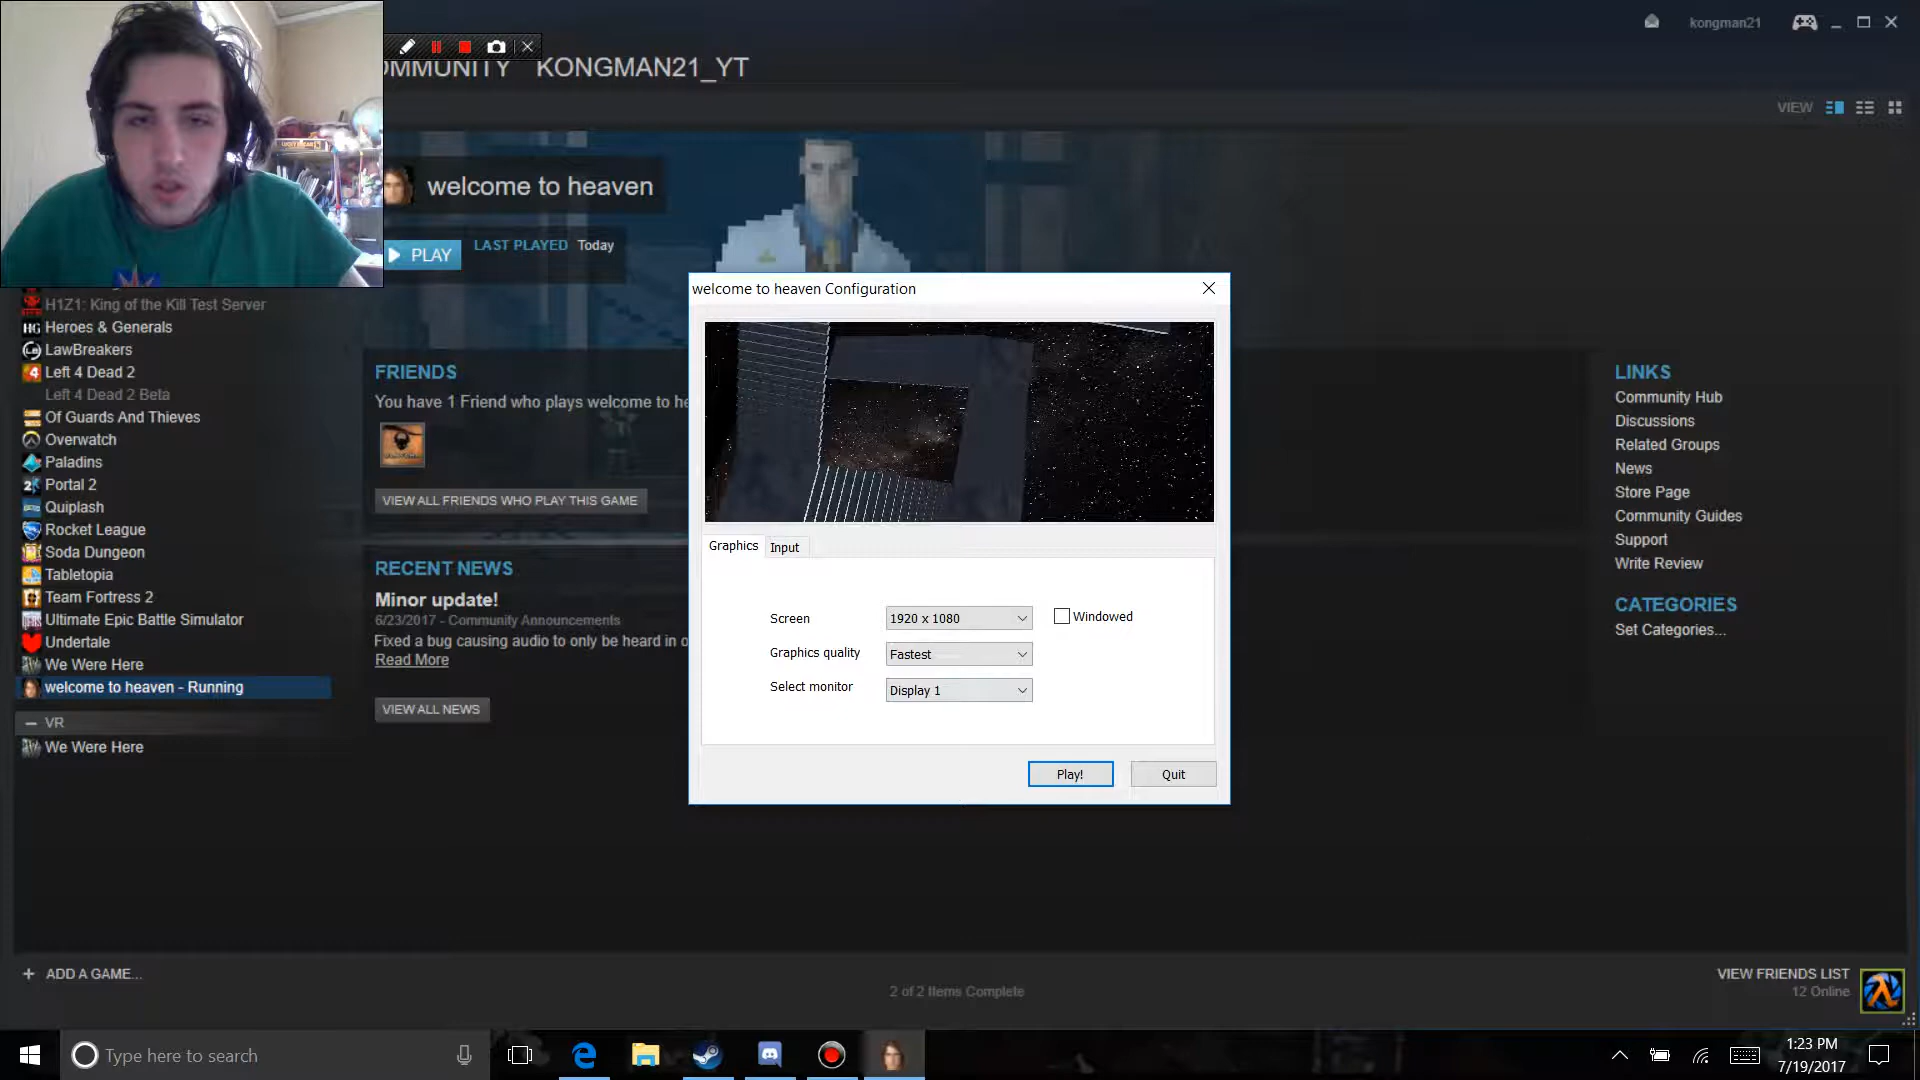 kongman21
OMMUNITY KONGMAN21_YT
VIEW
welcome to heaven
PLAY
LAST PLAYED Today
H1Z1: King of the Kill Test Server
Heroes & Generals
LawBreakers
Left 4 Dead 2
Left 4 Dead 2 Beta
Of Guards And Thieves
Overwatch
Paladins
Portal 2
Quiplash
Rocket League
Soda Dungeon
Tabletopia
Team Fortress 2
Ultimate Epic Battle Simulator
Undertale
We Were Here
welcome to heaven - Running
VR
We Were Here
FRIENDS
You have 1 Friend who plays welcome to he
VIEW ALL FRIENDS WHO PLAY THIS GAME
RECENT NEWS
Minor update!
6/23/2017 - Community Announcements
Fixed a bug causing audio to only be heard in o
Read More
VIEW ALL NEWS
welcome to heaven Configuration
Graphics
Input
Screen
1920 x 1080
Windowed
Graphics quality
Fastest
Select monitor
Display 1
Play!
Quit
LINKS
Community Hub
Discussions
Related Groups
News
Store Page
Community Guides
Support
Write Review
CATEGORIES
Set Categories...
+ ADD A GAME...
2 of 2 Items Complete
VIEW FRIENDS LIST
12 Online
Type here to search
1:23 PM
7/19/2017